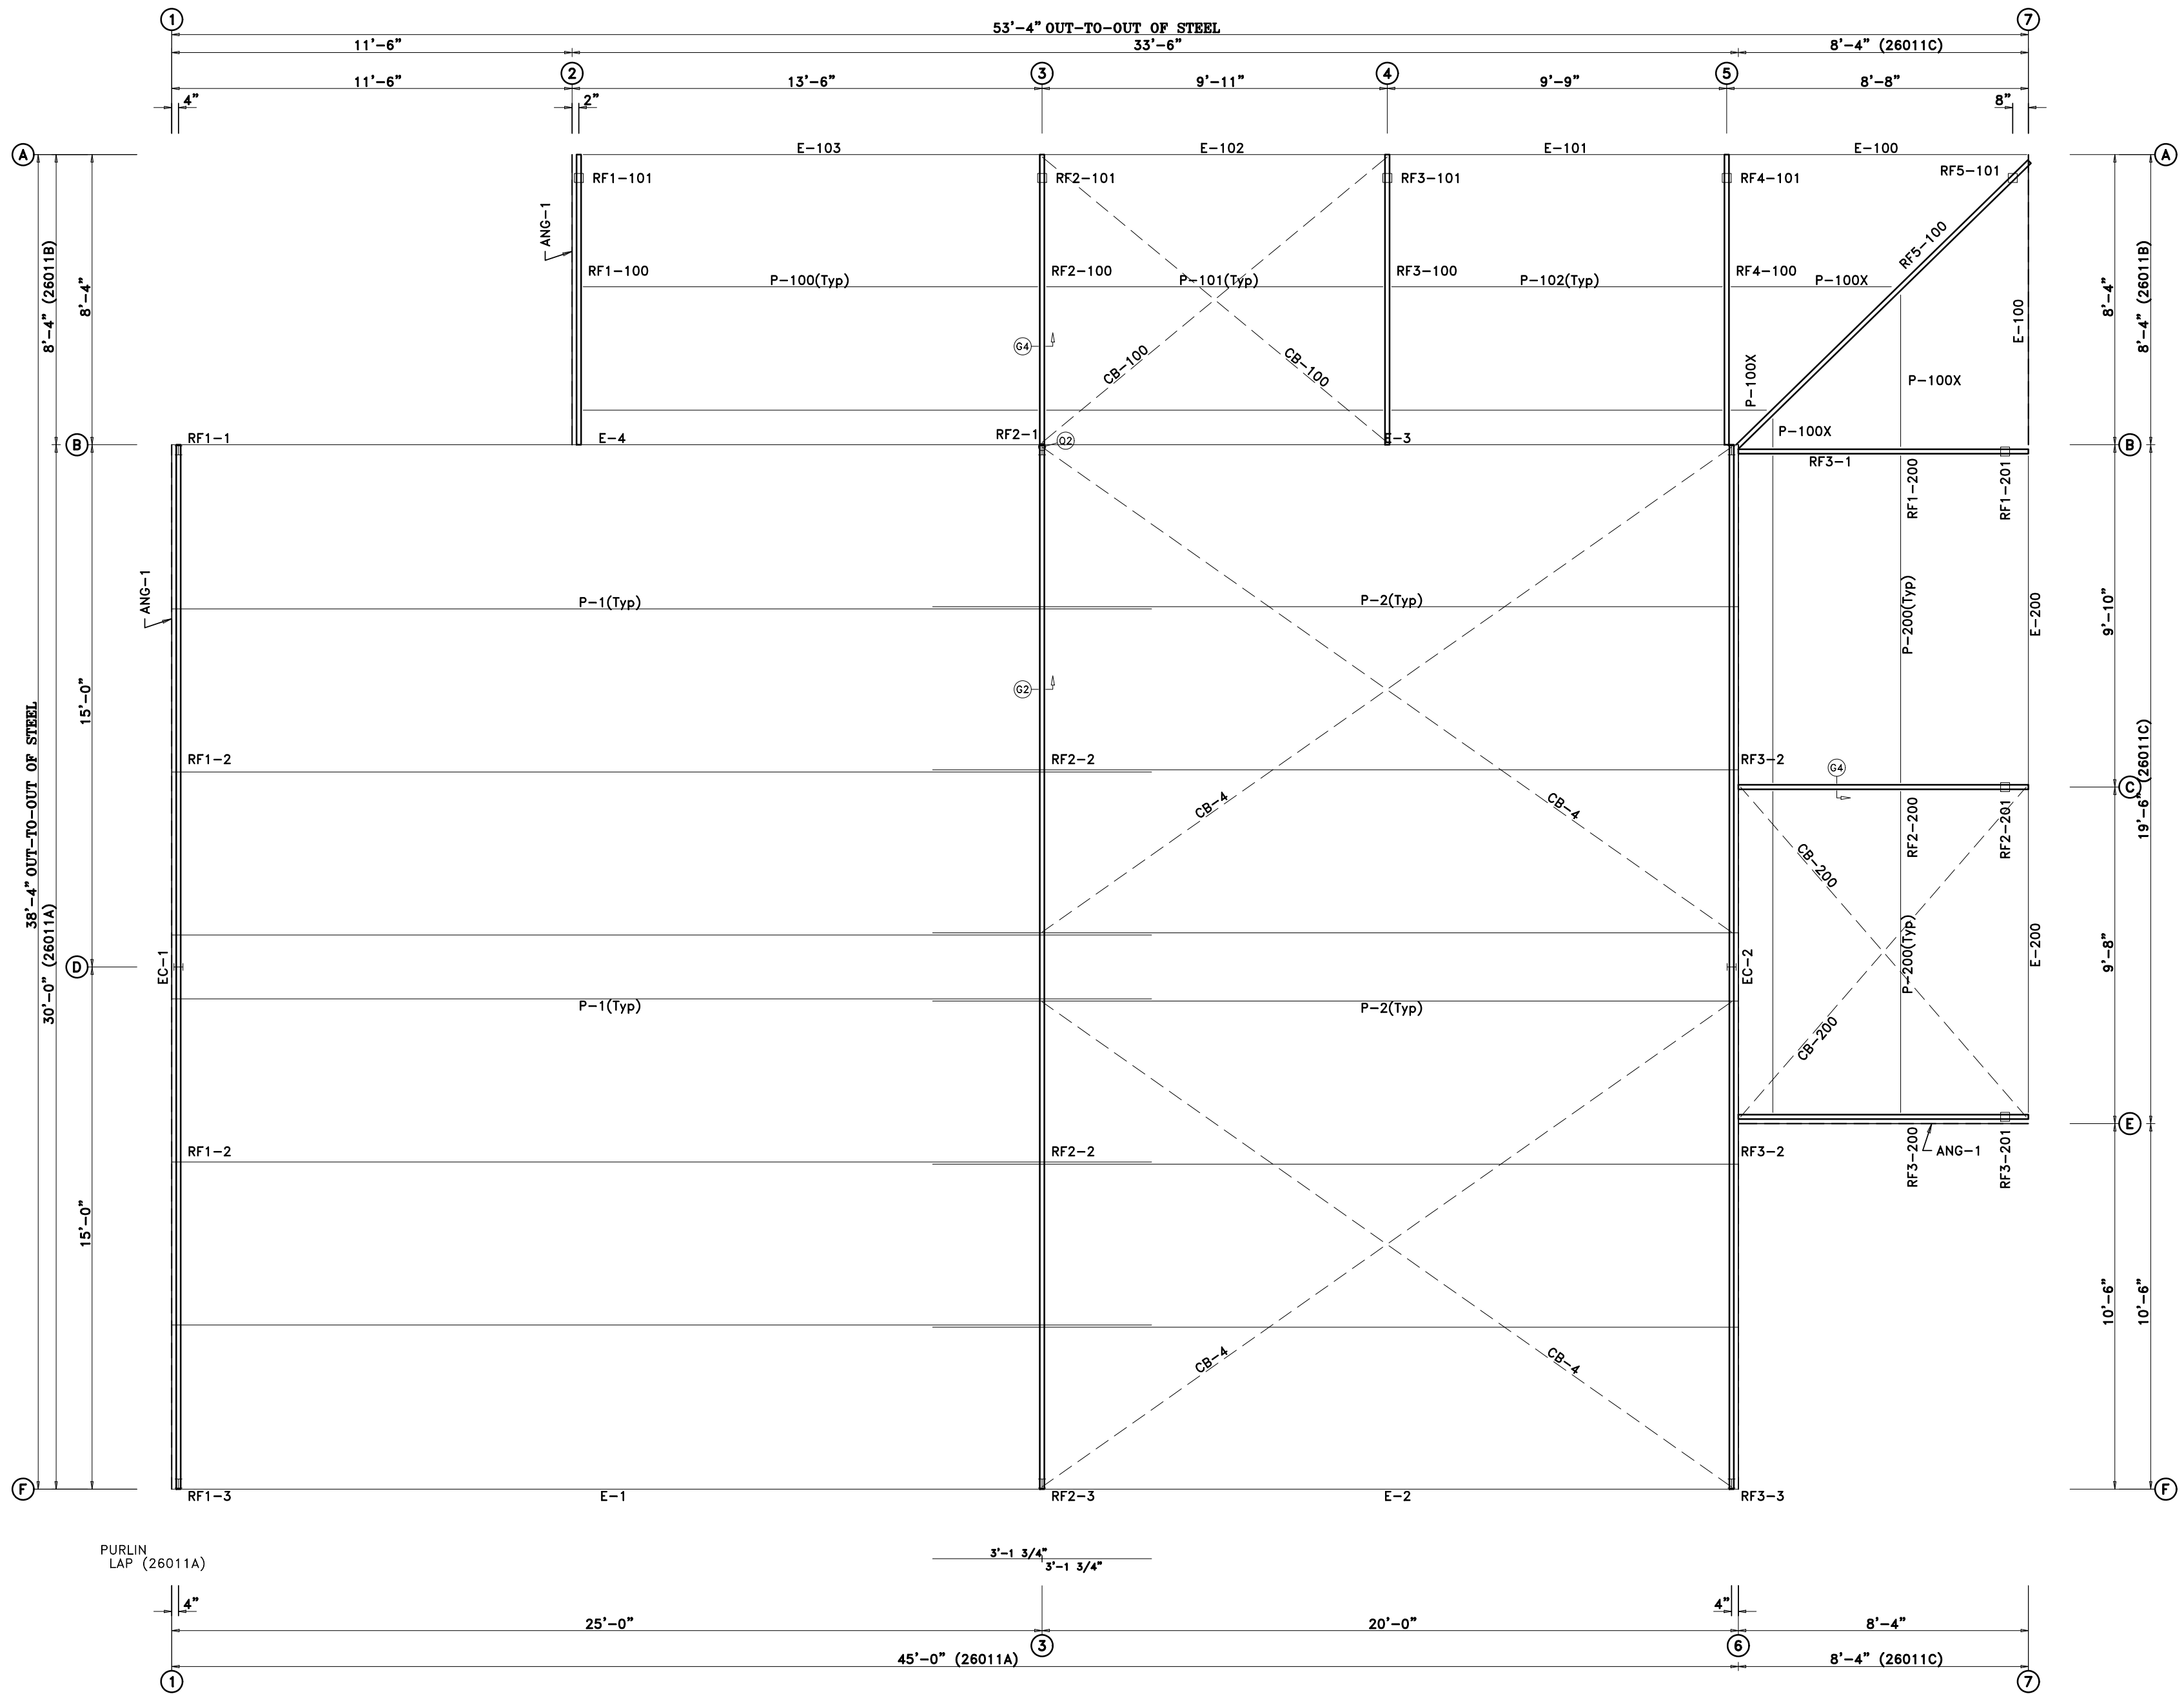 1
7
53'-4" OUT-TO-OUT OF STEEL
11'-6"
33'-6"
8'-4" (26011C)
2
3
4
5
11'-6"
13'-6"
9'-11"
9'-9"
8'-8"
4"
2"
8"
A
A
E-103
E-102
E-101
E-100
RF1-101
RF2-101
RF3-101
RF4-101
RF5-101
ANG-1
8'-4" (26011B)
8'-4"
RF1-100
P-100(Typ)
RF2-100
P-101(Typ)
RF3-100
P-102(Typ)
RF4-100
P-100X
RF5-100
E-100
8'-4"
8'-4" (26011B)
G4
CB-100
CB-100
P-100X
P-100X
P-100X
B
RF1-1
E-4
RF2-1
Q2
E-3
B
RF3-1
RF1-200
RF1-201
ANG-1
P-1(Typ)
P-2(Typ)
P-200(Typ)
E-200
9'-10"
15'-0"
G2
38'-4" OUT-TO-OUT OF STEEL
30'-0" (26011A)
RF1-2
RF2-2
RF3-2
G4
C
19'-6" (26011C)
CB-4
CB-4
RF2-200
RF2-201
CB-200
D
EC-1
EC-2
P-200(Typ)
E-200
9'-8"
P-1(Typ)
P-2(Typ)
CB-200
E
RF1-2
RF2-2
RF3-2
RF3-200
ANG-1
RF3-201
15'-0"
10'-6"
10'-6"
CB-4
CB-4
F
RF1-3
E-1
RF2-3
E-2
RF3-3
F
PURLIN
LAP (26011A)
3'-1 3/4"
3'-1 3/4"
4"
4"
25'-0"
20'-0"
8'-4"
3
6
45'-0" (26011A)
8'-4" (26011C)
1
7